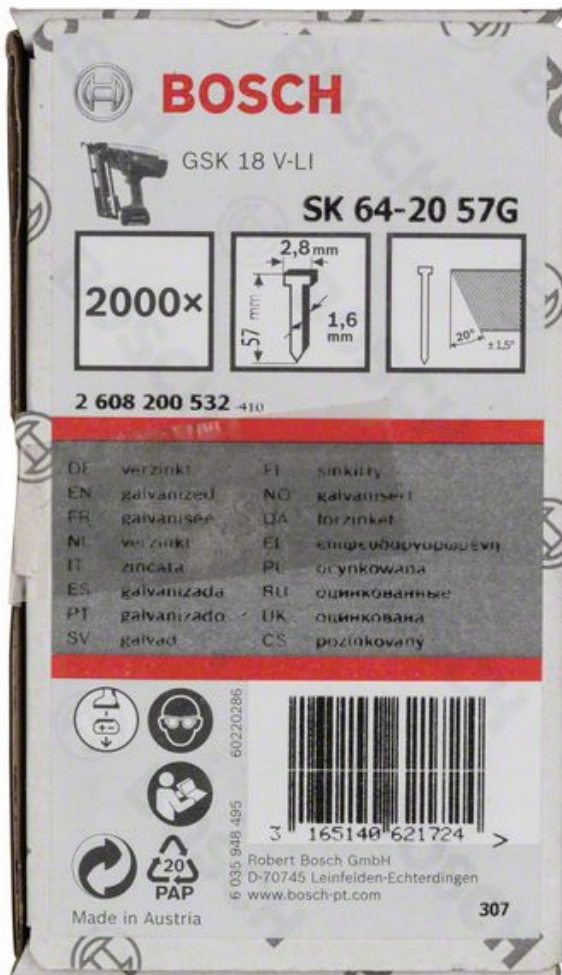 BOSCH
GSK 18 V-LI
SK 64-20 57G
2000×
2,8 mm
57 mm
1,6 mm
20°
± 1,5°
2 608 200 532 -410
DE verzinkt FI sinkitty
EN galvanized NO galvanisert
FR galvanisée DA forzinket
NL verzinkt EL επιψευδαργυρωμένη
IT zincata PL ocynkowana
ES galvanizada RU оцинкованные
PT galvanizado UK оцинкована
SV galvad CS pozinkovaný
60220286
6 035 948 495
3 165140 621724 >
20
PAP
Robert Bosch GmbH
D-70745 Leinfelden-Echterdingen
www.bosch-pt.com
Made in Austria
307